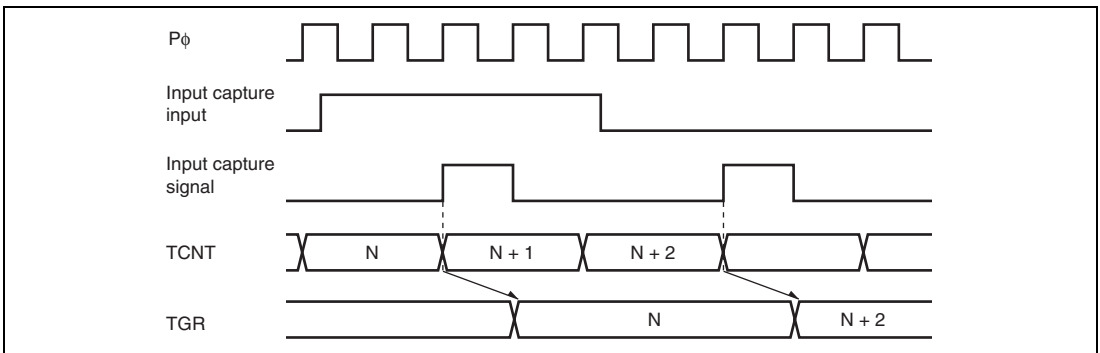 Pϕ
Input capture
input
Input capture
signal
TCNT
N
N + 1
N + 2
TGR
N
N + 2